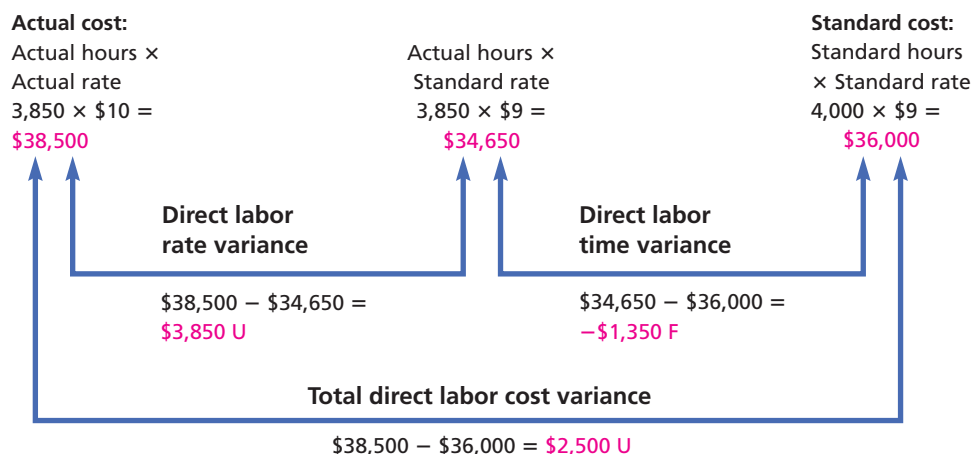 Actual cost:
Actual hours ×
Actual rate
3,850 × $10 =
$38,500
Actual hours ×
Standard rate
3,850 × $9 =
$34,650
Standard cost:
Standard hours
× Standard rate
4,000 × $9 =
$36,000
Direct labor
rate variance
$38,500 − $34,650 =
$3,850 U
Direct labor
time variance
$34,650 − $36,000 =
−$1,350 F
Total direct labor cost variance
$38,500 − $36,000 = $2,500 U